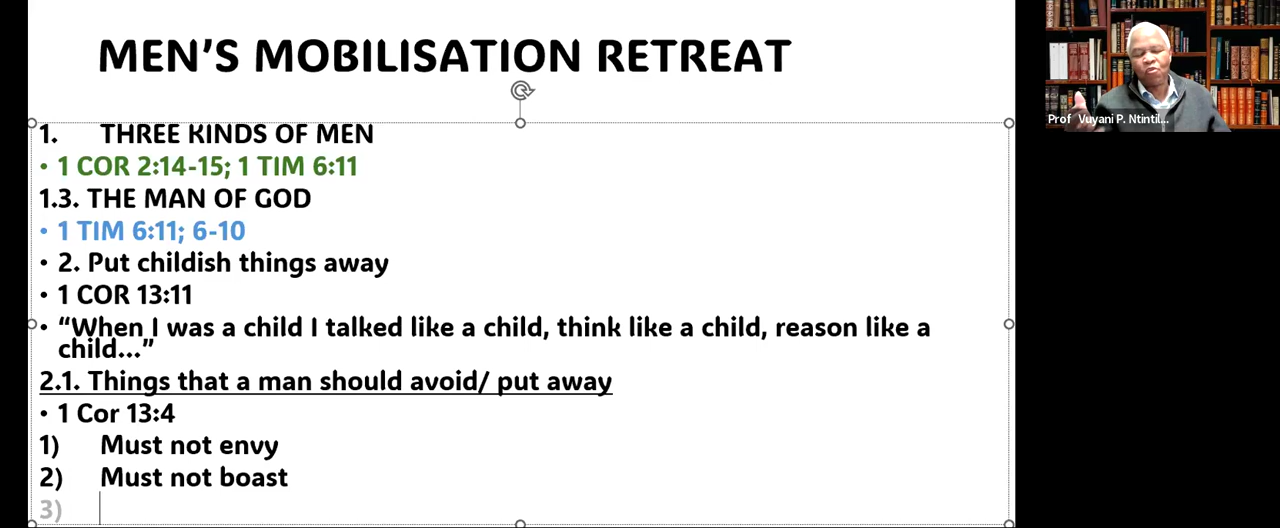 MEN’S MOBILISATION RETREAT
1. THREE KINDS OF MEN
• 1 COR 2:14-15; 1 TIM 6:11
1.3. THE MAN OF GOD
• 1 TIM 6:11; 6-10
• 2. Put childish things away
• 1 COR 13:11
• “When I was a child I talked like a child, think like a child, reason like a
child...”
2.1. Things that a man should avoid/ put away
• 1 Cor 13:4
1) Must not envy
2) Must not boast
3)
Prof Vuyani P. Ntintil...